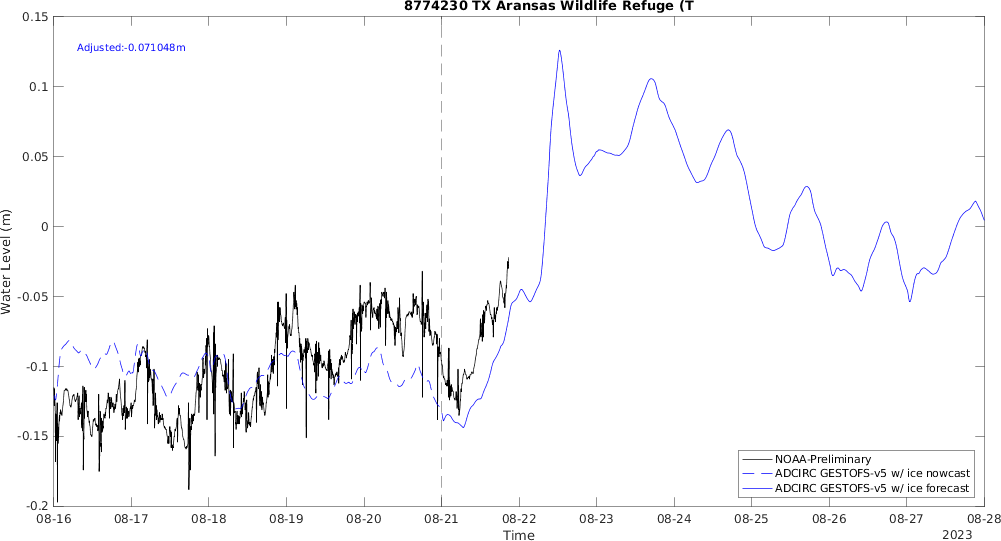 8774230 TX Aransas Wildlife Refuge (T
Adjusted:-0.071048m
0.15
0.1
0.05
0
-0.05
-0.1
-0.15
-0.2
Water Level (m)
NOAA-Preliminary
ADCIRC GESTOFS-v5 w/ ice nowcast
ADCIRC GESTOFS-v5 w/ ice forecast
08-16 08-17 08-18 08-19 08-20 08-21 08-22 08-23 08-24 08-25 08-26 08-27 08-28
Time
2023